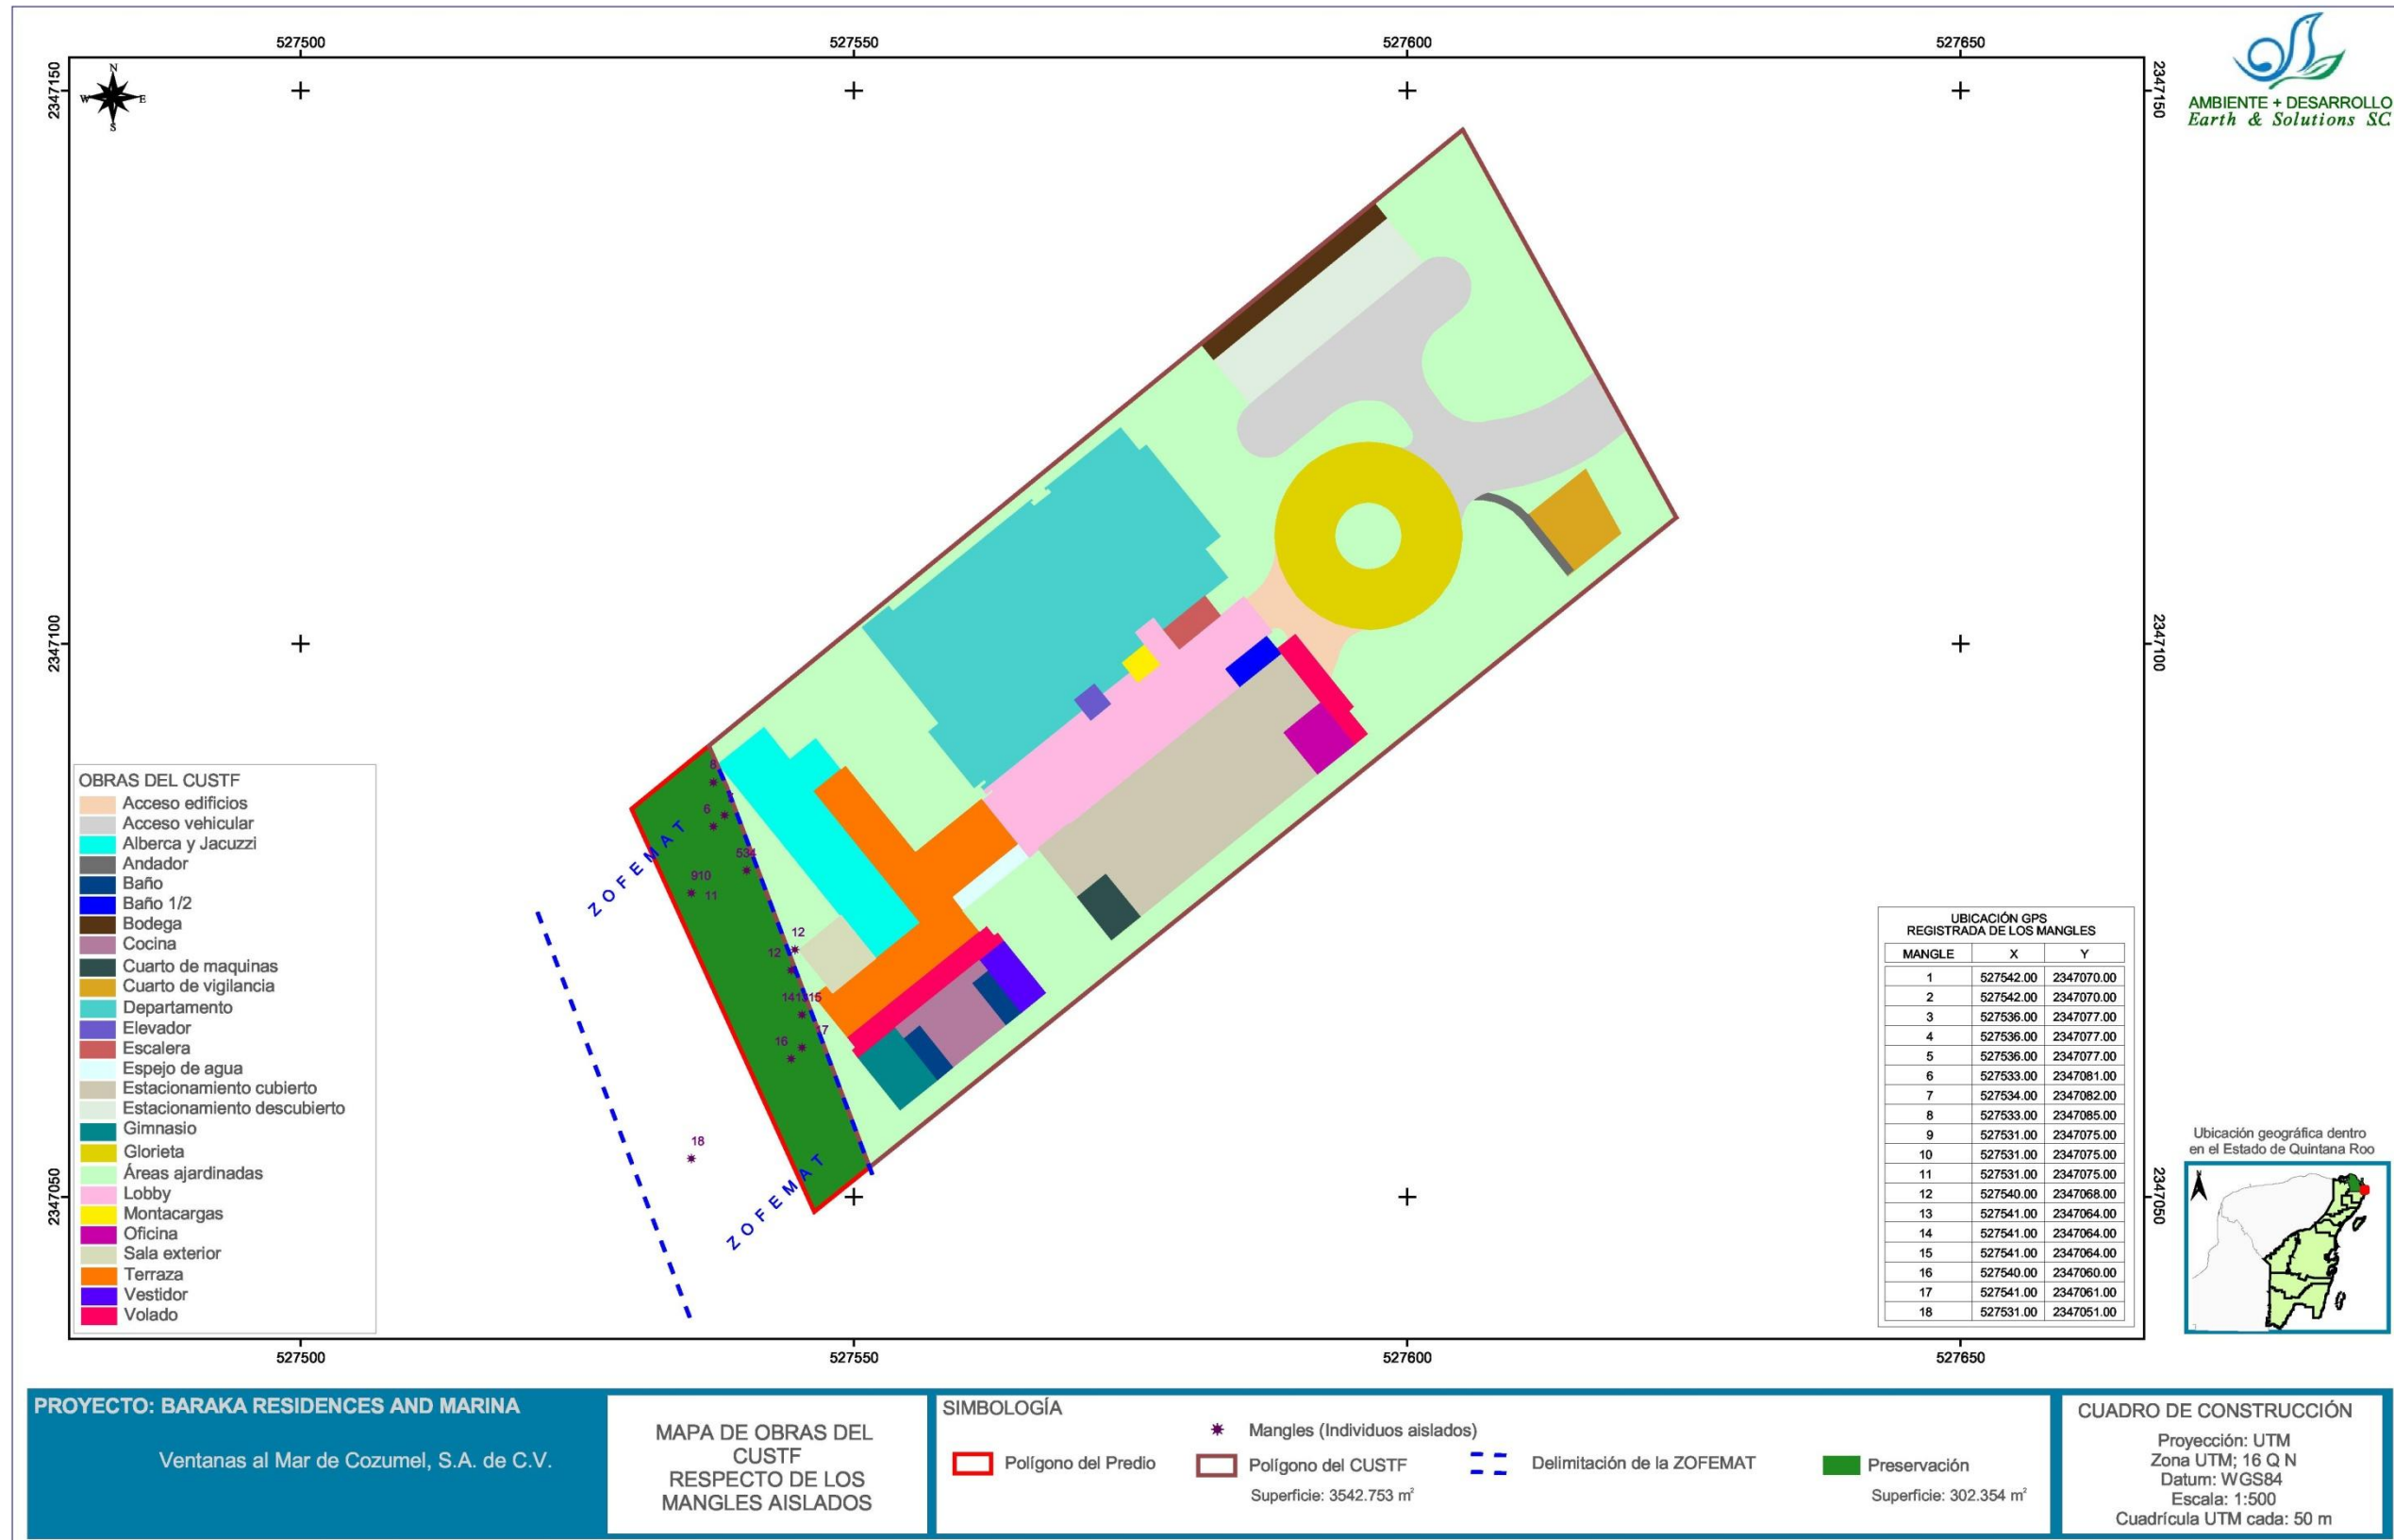 527500 527550 527600 527650
2347150 2347150
N
W E
S
AMBIENTE + DESARROLLO
Earth & Solutions SC
2347100 2347100
8
6
ZOFEMAT
534
910
11
12
12
16
17
18
ZOFEMAT
OBRAS DEL CUSTF
Acceso edificios
Acceso vehicular
Alberca y Jacuzzi
Andador
Baño
Baño 1/2
Bodega
Cocina
Cuarto de maquinas
Cuarto de vigilancia
Departamento
Elevador
Escalera
Espejo de agua
Estacionamiento cubierto
Estacionamiento descubierto
Gimnasio
Glorieta
Áreas ajardinadas
Lobby
Montacargas
Oficina
Sala exterior
Terraza
Vestidor
Volado
UBICACIÓN GPS
REGISTRADA DE LOS MANGLES
MANGLE X Y
1 527542.00 2347070.00
2 527542.00 2347070.00
3 527536.00 2347077.00
4 527536.00 2347077.00
5 527536.00 2347077.00
6 527533.00 2347081.00
7 527534.00 2347082.00
8 527533.00 2347085.00
9 527531.00 2347075.00
10 527531.00 2347075.00
11 527531.00 2347075.00
12 527540.00 2347068.00
13 527541.00 2347064.00
14 527541.00 2347064.00
15 527541.00 2347064.00
16 527540.00 2347060.00
17 527541.00 2347061.00
18 527531.00 2347051.00
2347050 2347050
Ubicación geográfica dentro
en el Estado de Quintana Roo
527500 527550 527600 527650
PROYECTO: BARAKA RESIDENCES AND MARINA
Ventanas al Mar de Cozumel, S.A. de C.V.
MAPA DE OBRAS DEL
CUSTF
RESPECTO DE LOS
MANGLES AISLADOS
SIMBOLOGÍA
Mangles (Individuos aislados)
Polígono del Predio
Polígono del CUSTF
Superficie: 3542.753 m²
Delimitación de la ZOFEMAT
Preservación
Superficie: 302.354 m²
CUADRO DE CONSTRUCCIÓN
Proyección: UTM
Zona UTM; 16 Q N
Datum: WGS84
Escala: 1:500
Cuadrícula UTM cada: 50 m